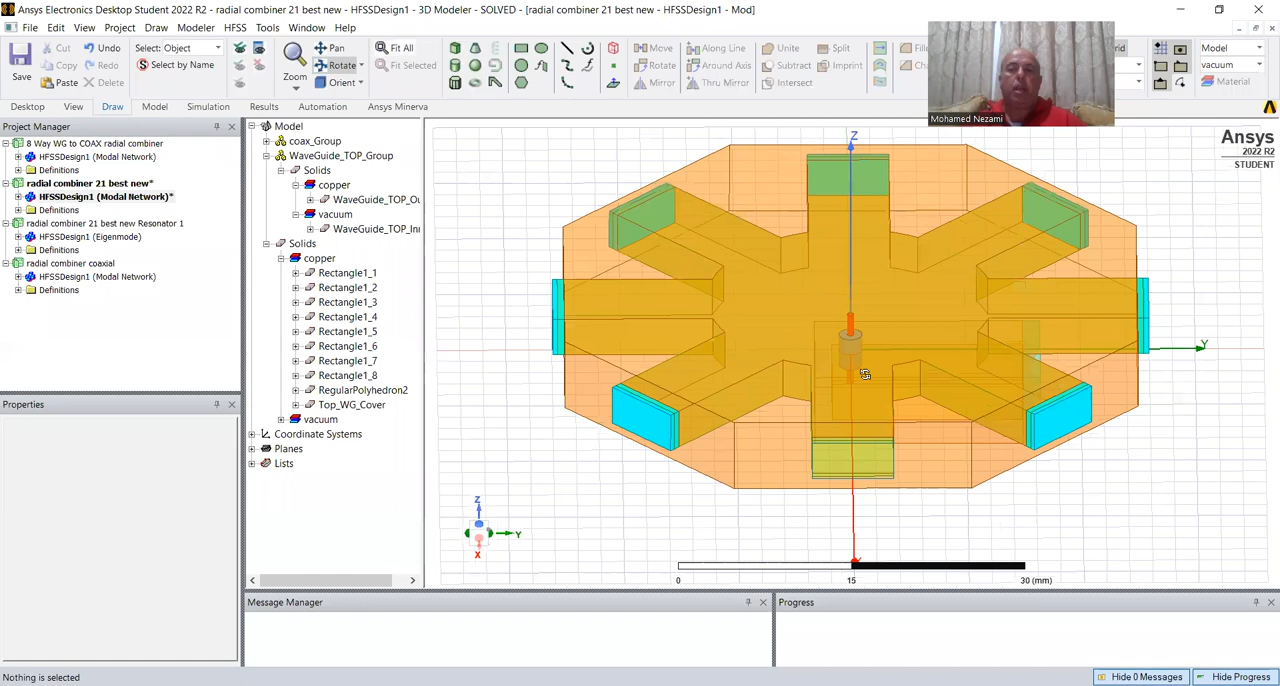 Ansys Electronics Desktop Student 2022 R2 - radial combiner 21 best new - HFSSDesign1 - 3D Modeler - SOLVED - [radial combiner 21 best new - HFSSDesign1 - Mod]
File Edit View Project Draw Modeler HFSS Tools Window Help
Save
Cut Undo
Copy Redo
Paste Delete
Select: Object
Select by Name
Zoom
Pan
Rotate
Orient
Fit All
Fit Selected
Move Along Line
Rotate Around Axis
Mirror Thru Mirror
Unite Split
Subtract Imprint
Intersect
Model
vacuum
Material
Desktop View Draw Model Simulation Results Automation Ansys Minerva
Mohamed Nezami
Project Manager
8 Way WG to COAX radial combiner
HFSSDesign1 (Modal Network)
Definitions
radial combiner 21 best new*
HFSSDesign1 (Modal Network)*
Definitions
radial combiner 21 best new Resonator 1
HFSSDesign1 (Eigenmode)
Definitions
radial combiner coaxial
HFSSDesign1 (Modal Network)
Definitions
Properties
Model
coax_Group
WaveGuide_TOP_Group
Solids
copper
WaveGuide_TOP_Ou
vacuum
WaveGuide_TOP_Inn
Solids
copper
Rectangle1_1
Rectangle1_2
Rectangle1_3
Rectangle1_4
Rectangle1_5
Rectangle1_6
Rectangle1_7
Rectangle1_8
RegularPolyhedron2
Top_WG_Cover
vacuum
Coordinate Systems
Planes
Lists
Ansys
2022 R2
STUDENT
Z
Y
Z
Y
X
0 15 30 (mm)
Message Manager
Progress
Nothing is selected
Hide 0 Messages
Hide Progress